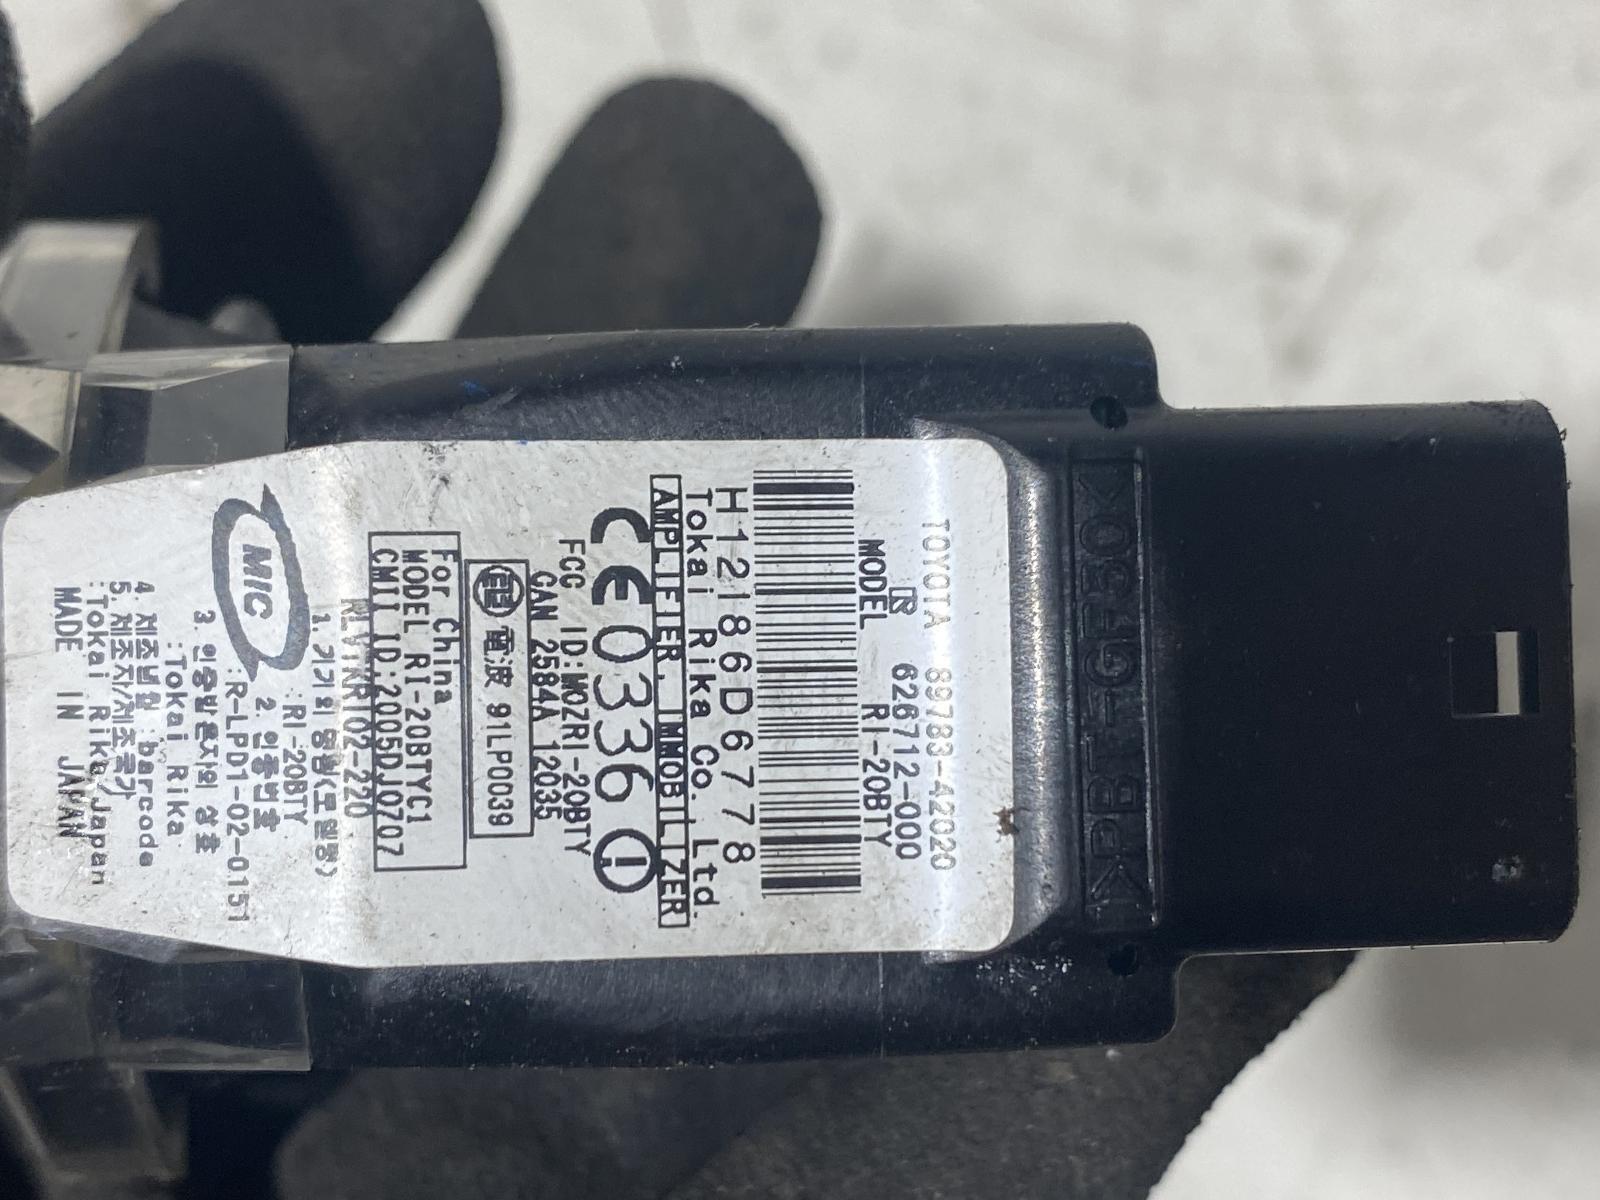 >PBT-GF30<
TOYOTA 89783-42020
R 626712-000
MODEL RI-20BTY
H12186D6778
Tokai Rika Co. Ltd.
AMPLIFIER, IMMOBILIZER
CE0336
FCC ID:MOZRI-20BTY
CAN 2584A 12035
電波 91LP0039
For China
MODEL RI-20BTYC1
CMII ID:2005DJ0707
RLVTKRI02-220
1. 기기의 명칭(모델명)
:RI-20BTY
2. 인증번호
:R-LPD1-02-0151
3. 인증받은자의 상호
:Tokai Rika
4. 제조년월:barcode
5. 제조자/제조국가
:Tokai Rika/Japan
MADE IN JAPAN
MIC